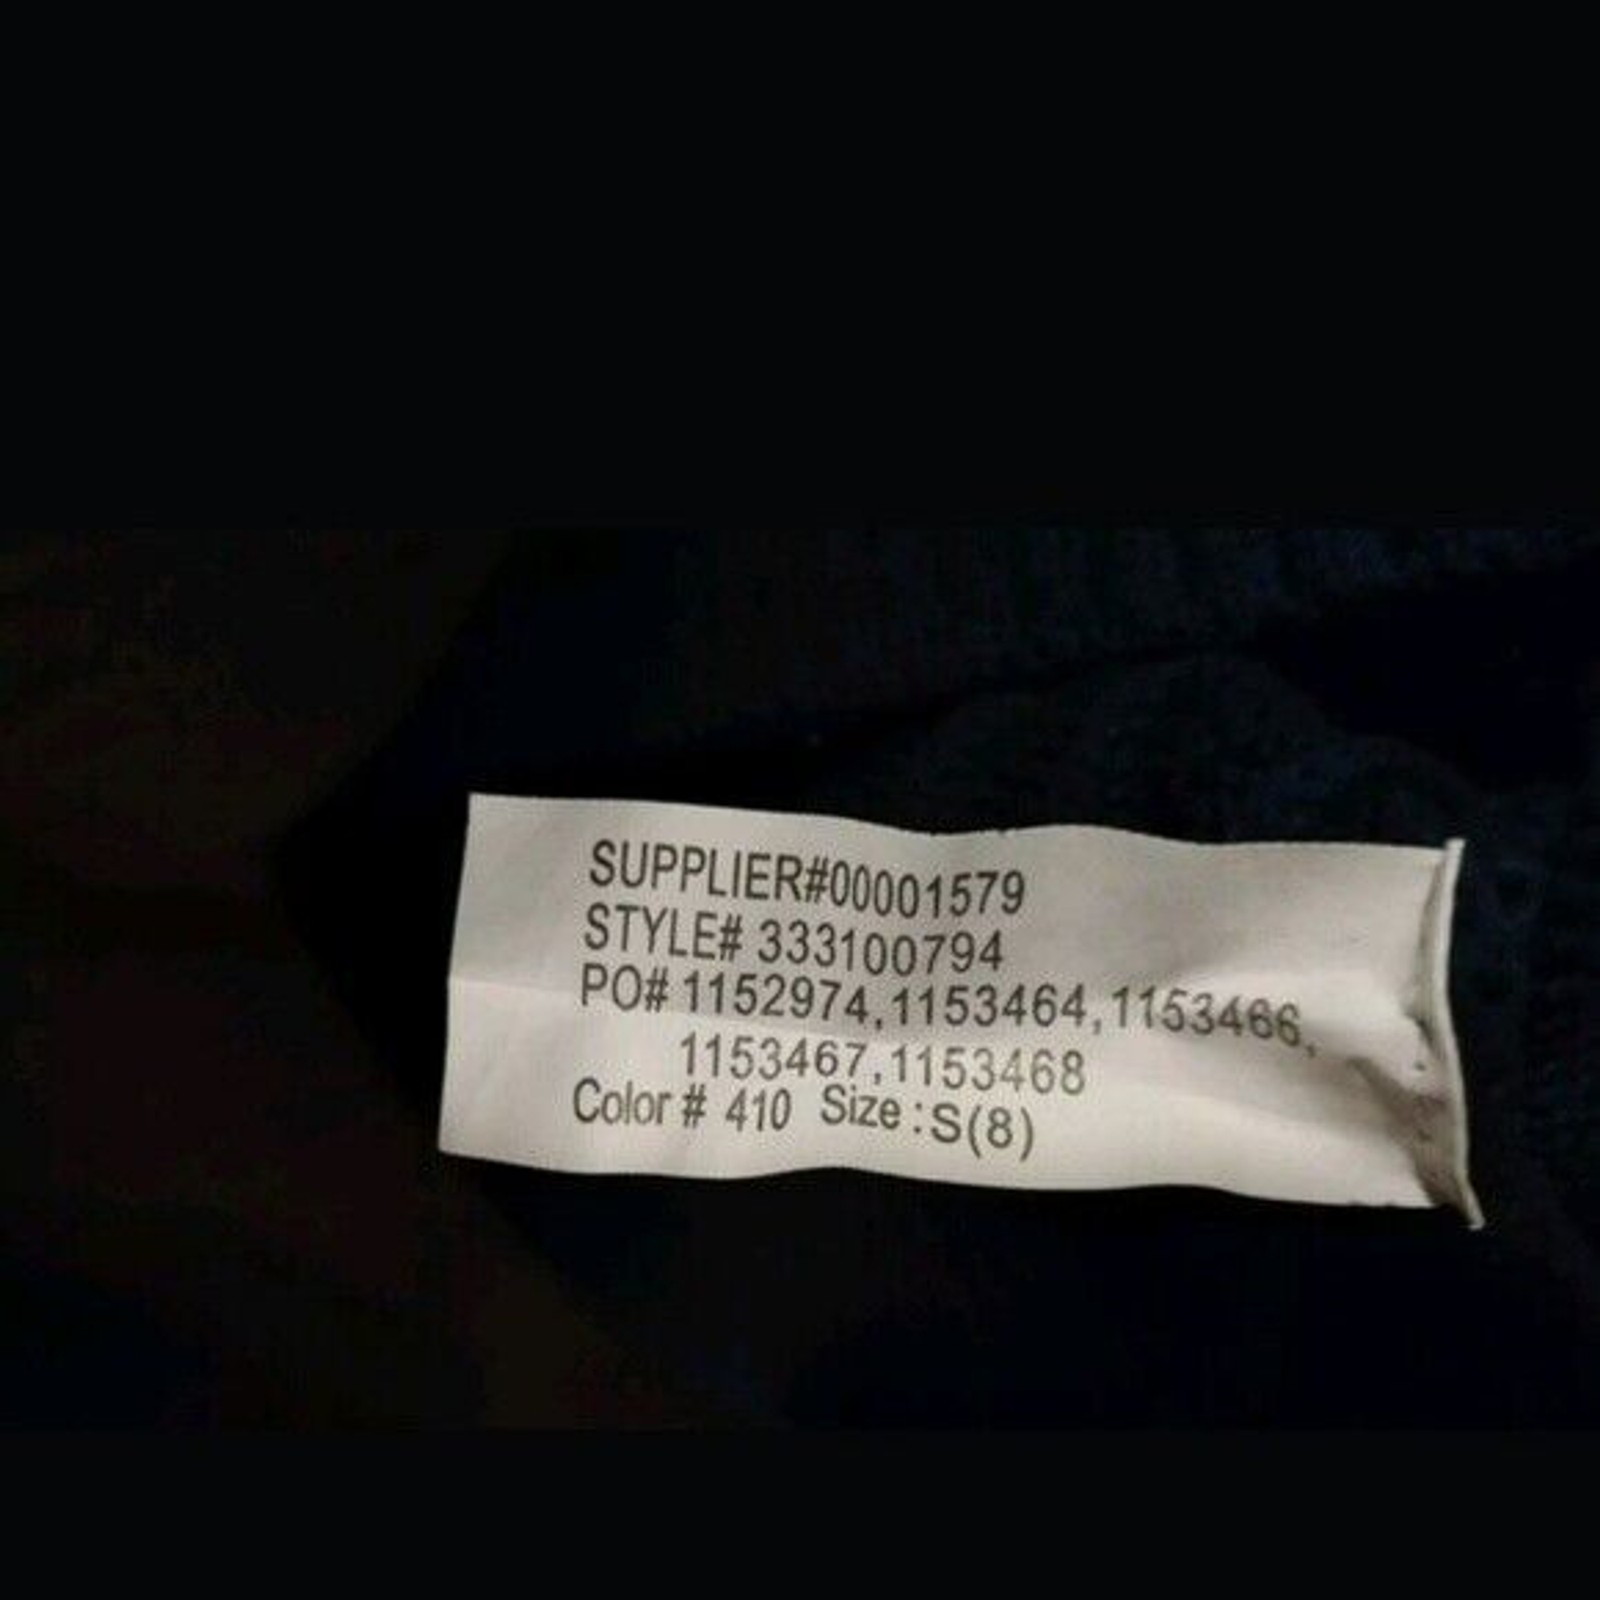 SUPPLIER#00001579
STYLE# 333100794
PO# 1152974,1153464,1153466,
1153467,1153468
Color # 410 Size : S(8)